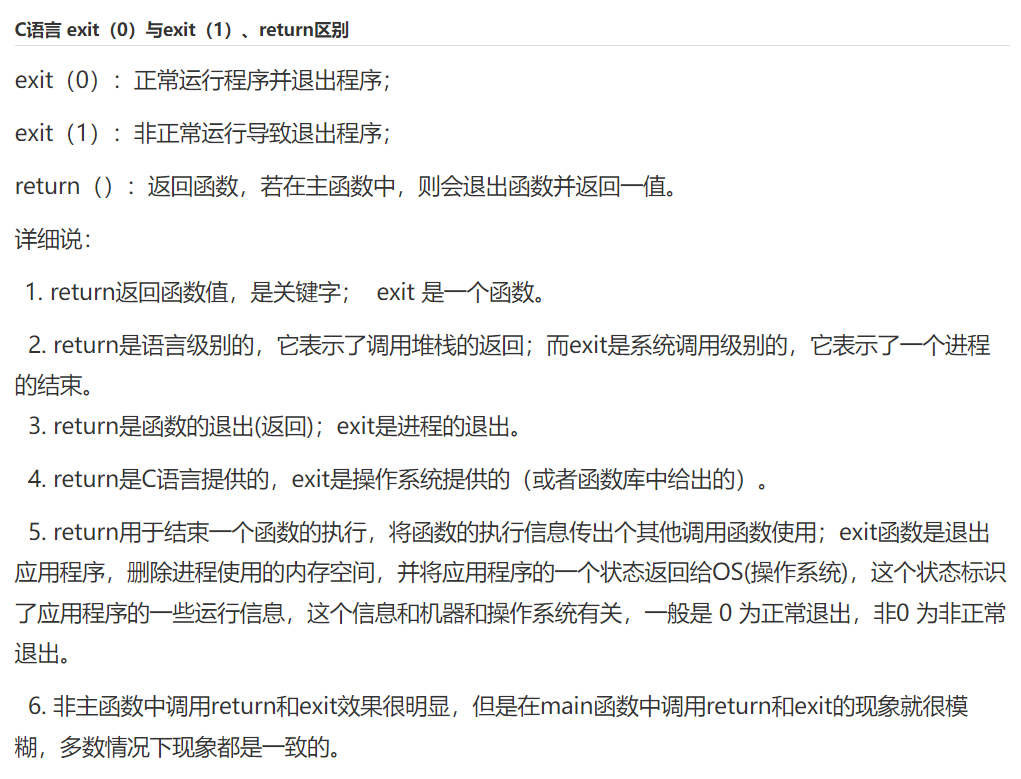 C语言 exit（0）与exit（1）、return区别
exit（0）：正常运行程序并退出程序；
exit（1）：非正常运行导致退出程序；
return（）：返回函数，若在主函数中，则会退出函数并返回一值。
详细说：
1. return返回函数值，是关键字； exit 是一个函数。
2. return是语言级别的，它表示了调用堆栈的返回；而exit是系统调用级别的，它表示了一个进程
的结束。
3. return是函数的退出(返回)；exit是进程的退出。
4. return是C语言提供的，exit是操作系统提供的（或者函数库中给出的）。
5. return用于结束一个函数的执行，将函数的执行信息传出个其他调用函数使用；exit函数是退出
应用程序，删除进程使用的内存空间，并将应用程序的一个状态返回给OS(操作系统)，这个状态标识
了应用程序的一些运行信息，这个信息和机器和操作系统有关，一般是 0 为正常退出，非0 为非正常
退出。
6. 非主函数中调用return和exit效果很明显，但是在main函数中调用return和exit的现象就很模
糊，多数情况下现象都是一致的。